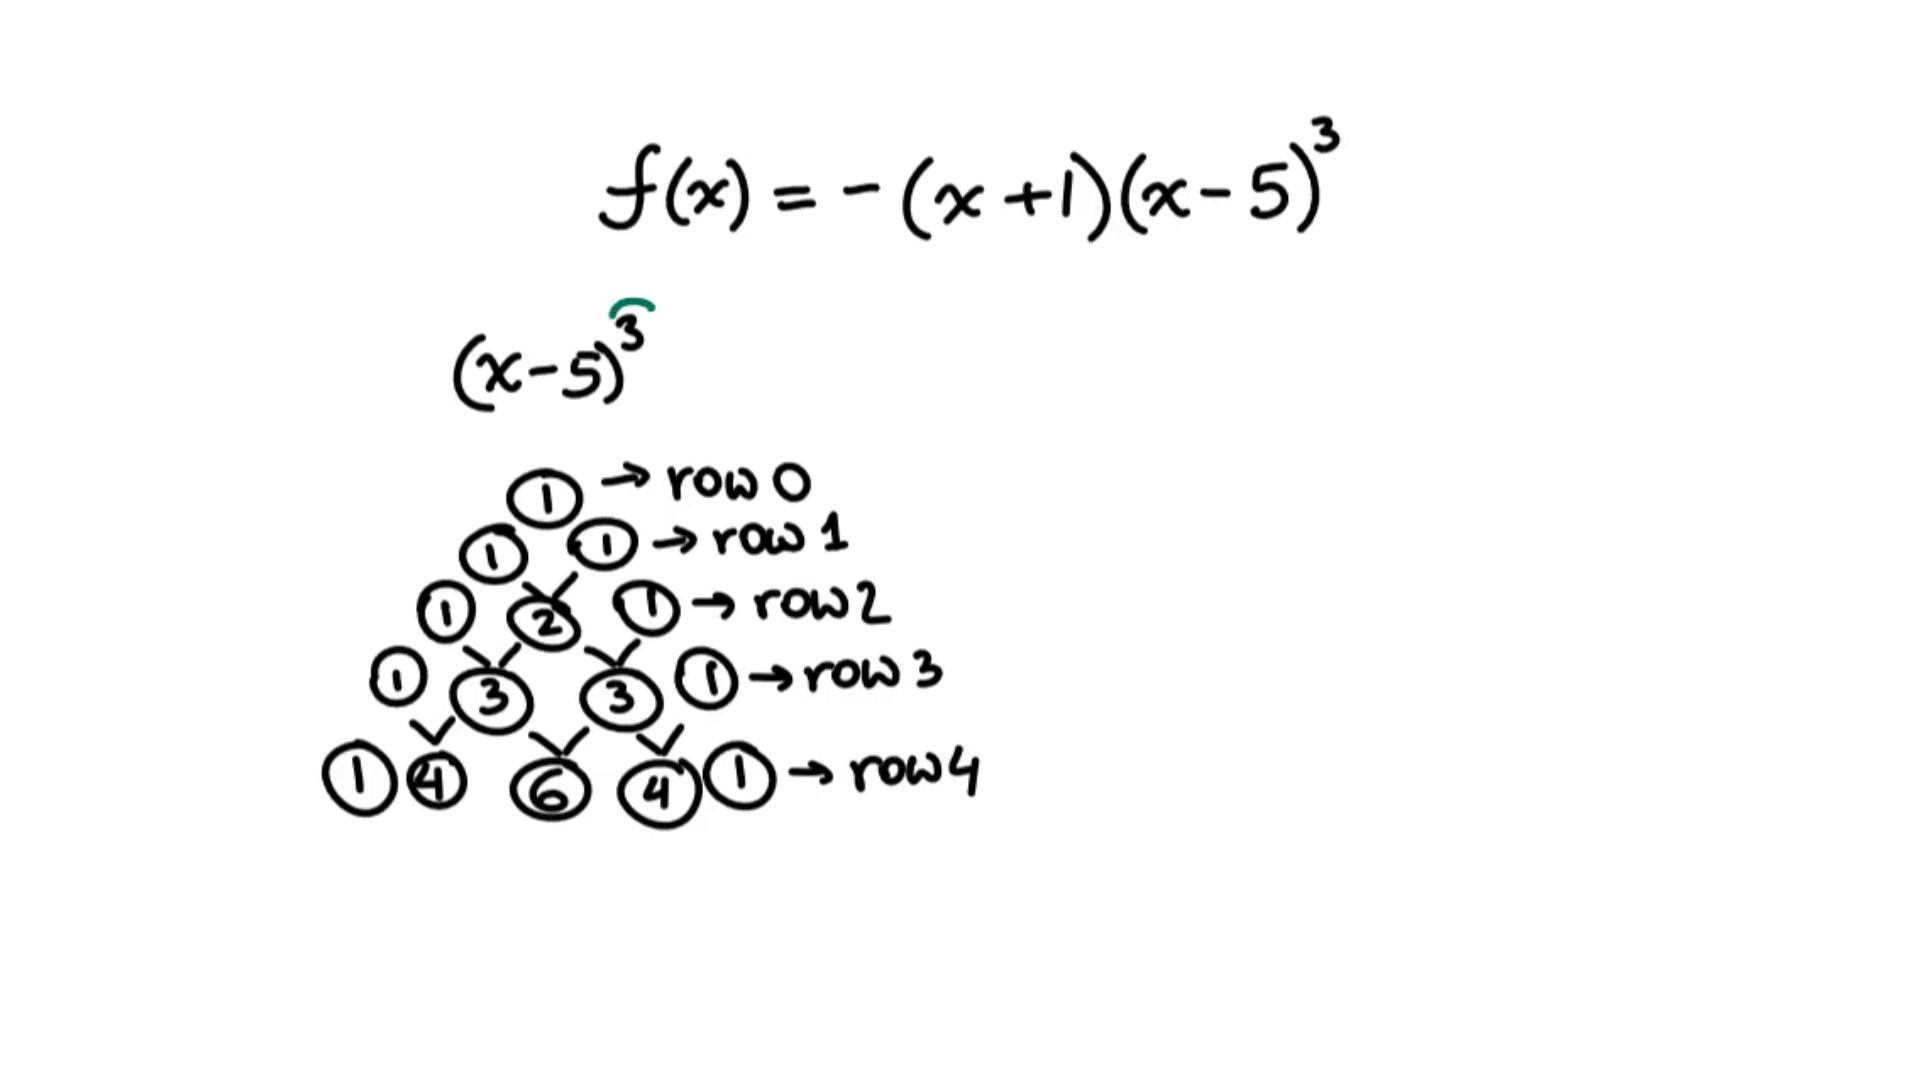 f(x) = - (x + 1)(x - 5)³
(x - 5)³
1 → row 0
1 1 → row 1
1 2 1 → row 2
1 3 3 1 → row 3
1 4 6 4 1 → row 4